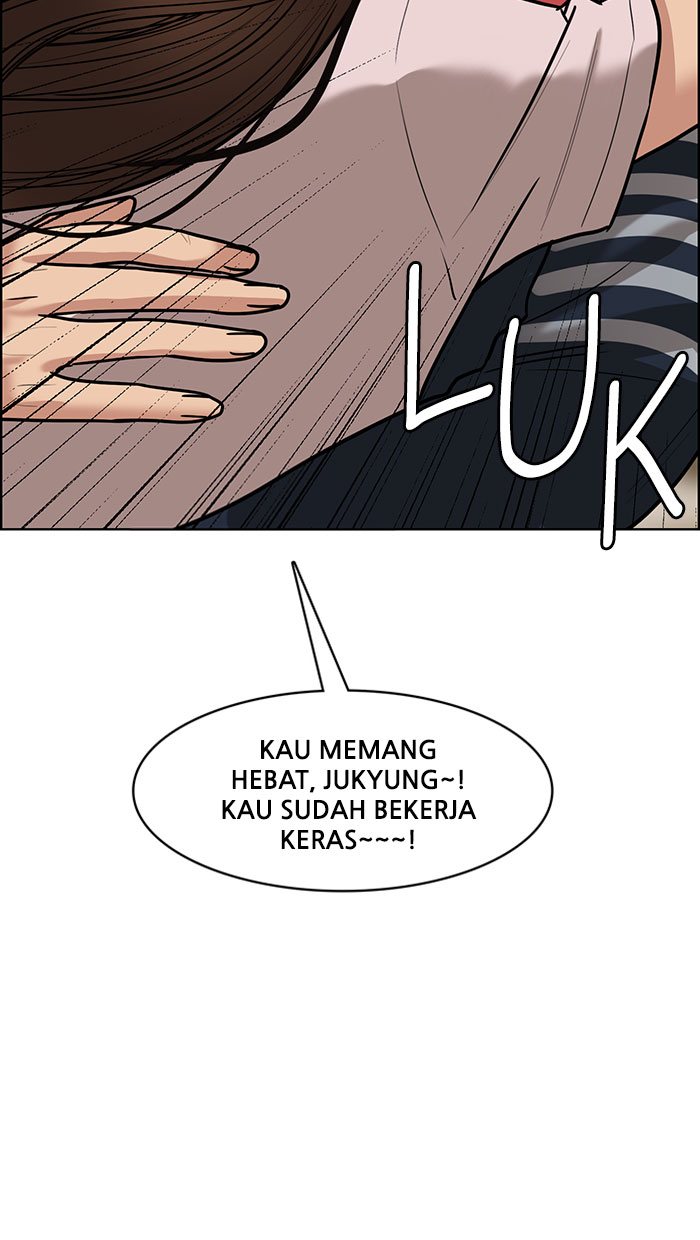 LUK
KAU MEMANG
HEBAT, JUKYUNG~!
KAU SUDAH BEKERJA
KERAS~~~!